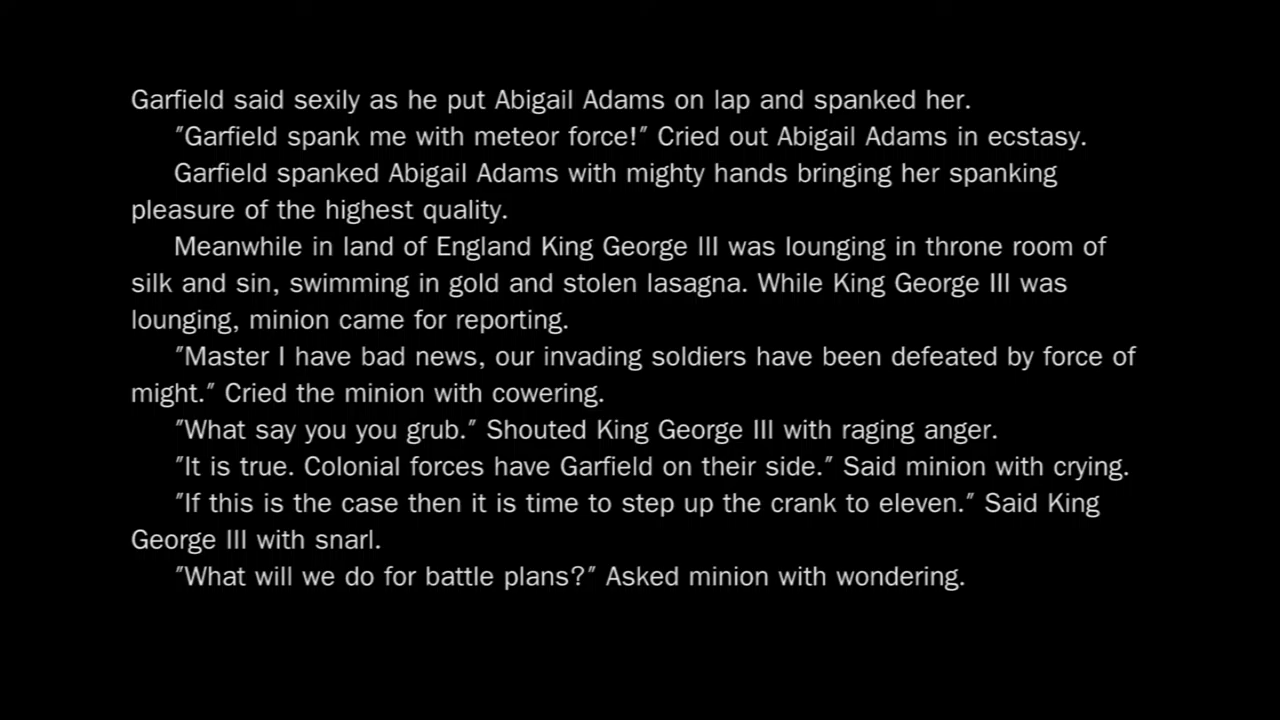 Garfield said sexily as he put Abigail Adams on lap and spanked her.
"Garfield spank me with meteor force!" Cried out Abigail Adams in ecstasy.
Garfield spanked Abigail Adams with mighty hands bringing her spanking
pleasure of the highest quality.
Meanwhile in land of England King George III was lounging in throne room of
silk and sin, swimming in gold and stolen lasagna. While King George III was
lounging, minion came for reporting.
"Master I have bad news, our invading soldiers have been defeated by force of
might." Cried the minion with cowering.
"What say you you grub." Shouted King George III with raging anger.
"It is true. Colonial forces have Garfield on their side." Said minion with crying.
"If this is the case then it is time to step up the crank to eleven." Said King
George III with snarl.
"What will we do for battle plans?" Asked minion with wondering.